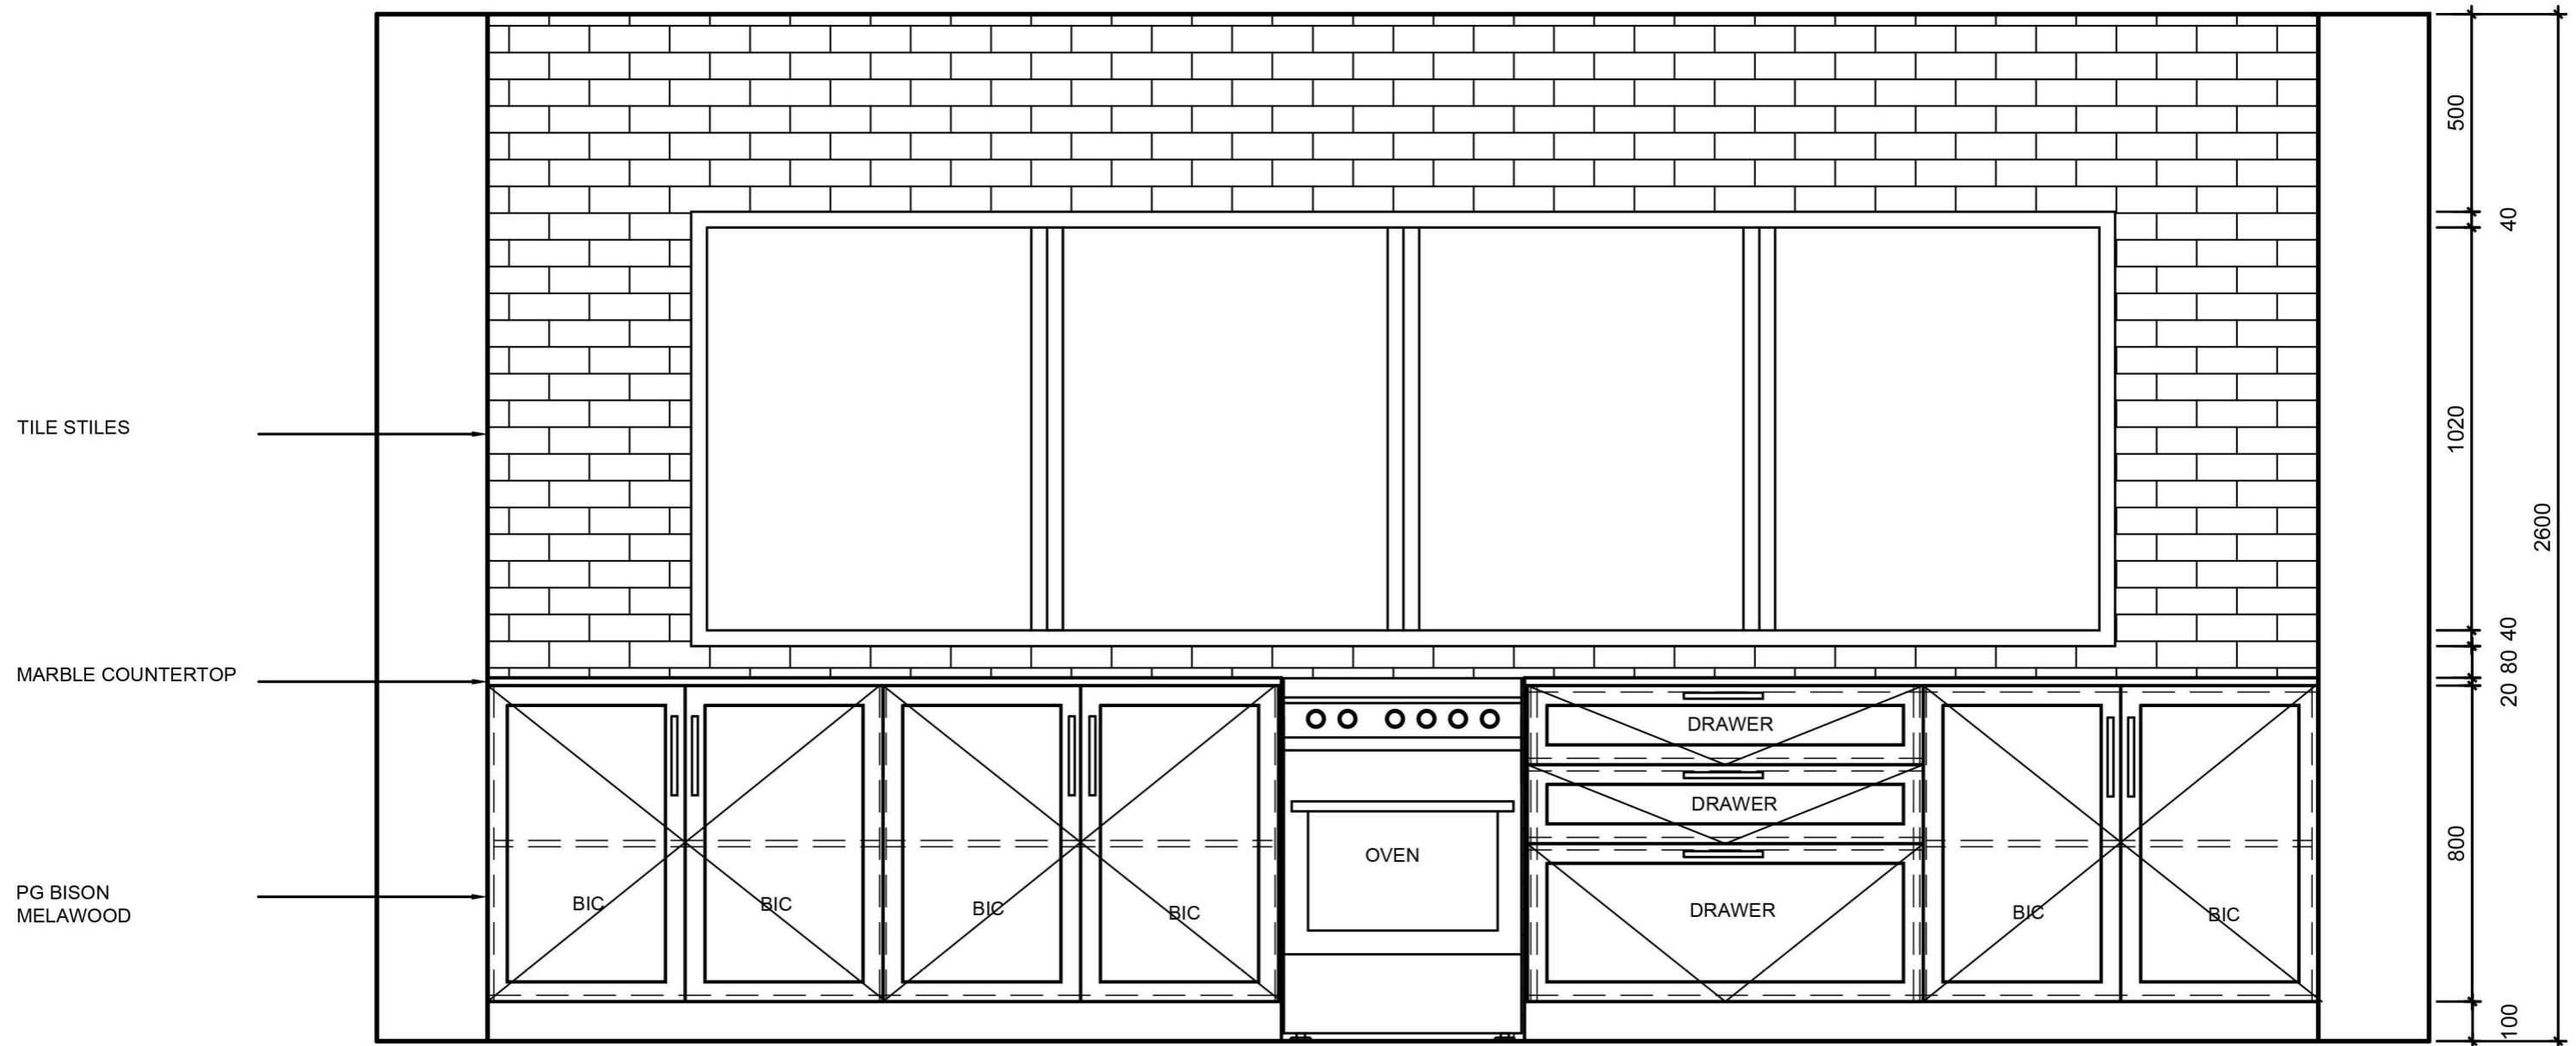 500
40
TILE STILES
1020
2600
40
MARBLE COUNTERTOP
80
20
DRAWER
DRAWER
800
OVEN
PG BISON
MELAWOOD
BIC
BIC
BIC
BIC
DRAWER
BIC
BIC
100